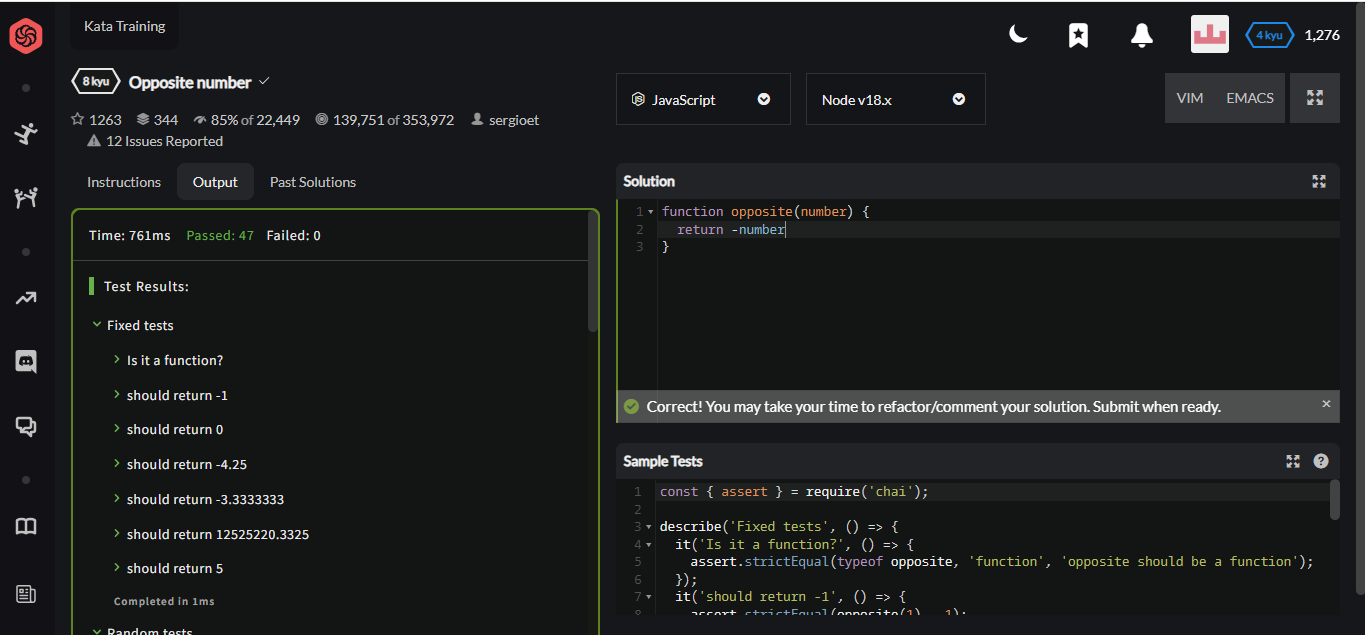 Kata Training
4 kyu
1,276
8 kyu
Opposite number
1263
344
85% of 22,449
139,751 of 353,972
sergioet
12 Issues Reported
JavaScript
Node v18.x
VIM
EMACS
Instructions
Output
Past Solutions
Time: 761ms Passed: 47 Failed: 0
Test Results:
Fixed tests
Is it a function?
should return -1
should return 0
should return -4.25
should return -3.3333333
should return 12525220.3325
should return 5
Completed in 1ms
Random tests
Solution
1 function opposite(number) {
2 return -number
3 }
Correct! You may take your time to refactor/comment your solution. Submit when ready.
Sample Tests
1 const { assert } = require('chai');
2
3 describe('Fixed tests', () => {
4 it('Is it a function?', () => {
5 assert.strictEqual(typeof opposite, 'function', 'opposite should be a function');
6 });
7 it('should return -1', () => {
8 assert.strictEqual(opposite(1), -1);